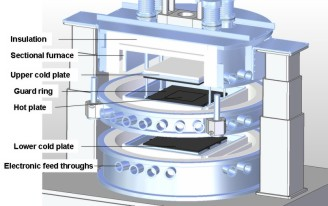 Insulation
Sectional furnace
Upper cold plate
Guard ring
Hot plate
Lower cold plate
Electronic feed throughs